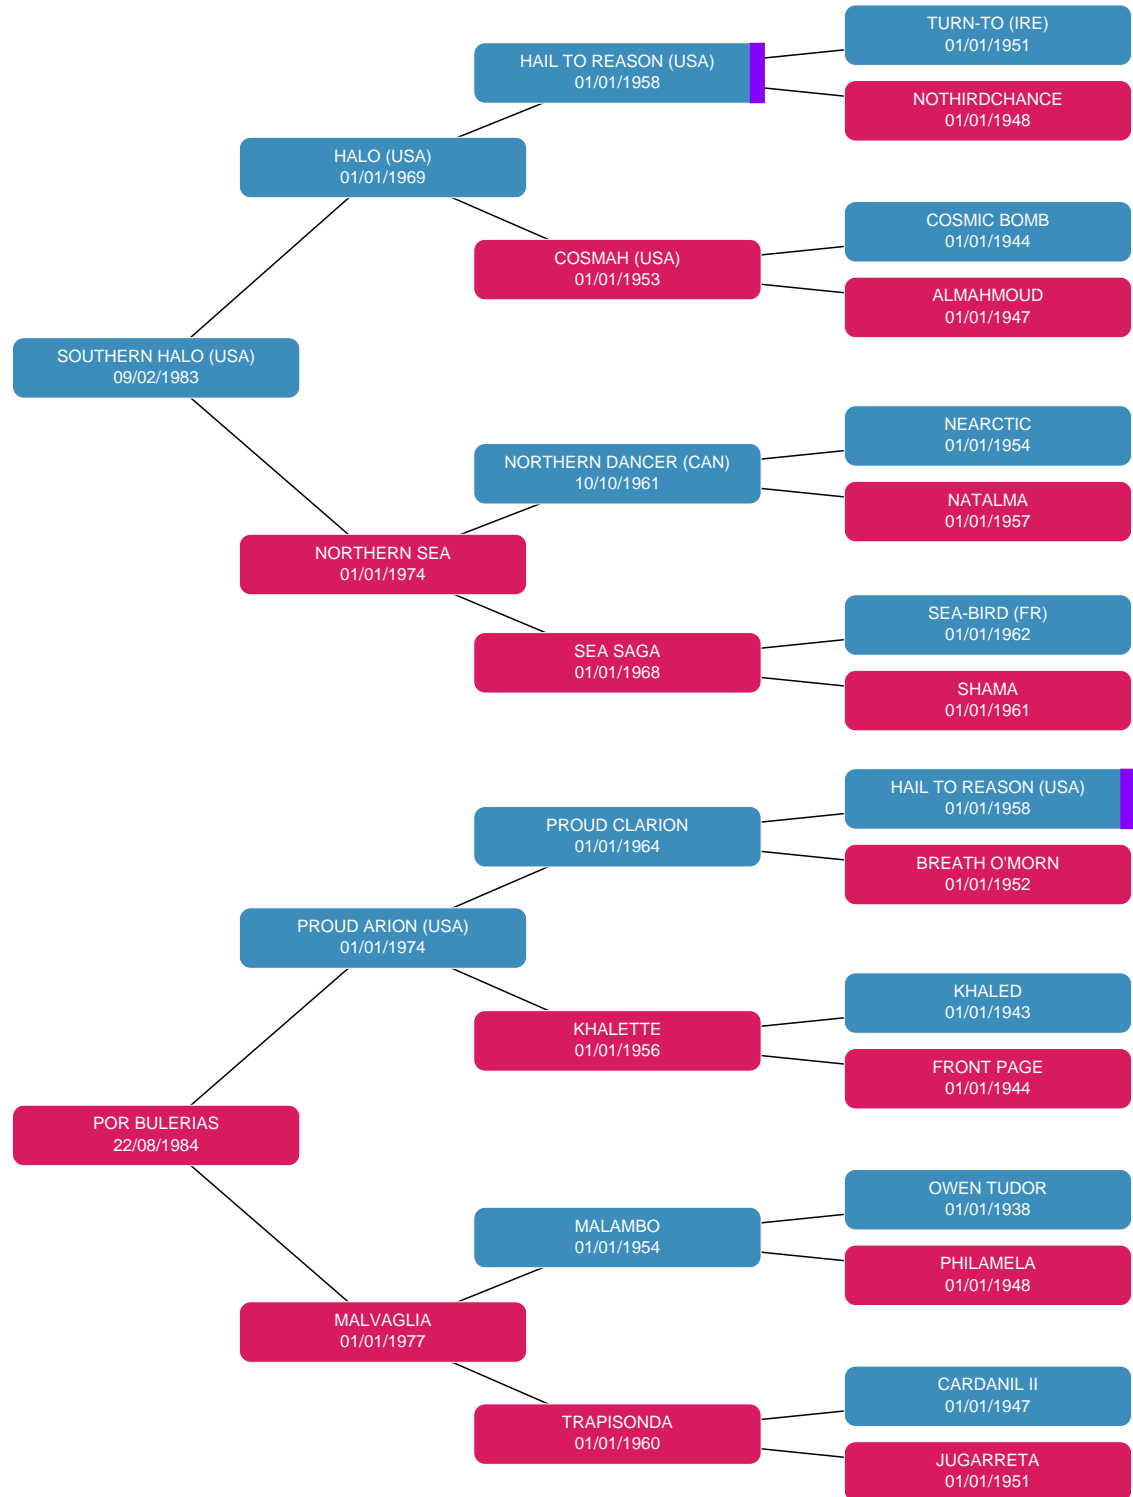 TURN-TO (IRE)
01/01/1951
HAIL TO REASON (USA)
01/01/1958
NOTHIRDCHANCE
01/01/1948
HALO (USA)
01/01/1969
COSMIC BOMB
01/01/1944
COSMAH (USA)
01/01/1953
ALMAHMOUD
01/01/1947
SOUTHERN HALO (USA)
09/02/1983
NEARCTIC
01/01/1954
NORTHERN DANCER (CAN)
10/10/1961
NATALMA
01/01/1957
NORTHERN SEA
01/01/1974
SEA-BIRD (FR)
01/01/1962
SEA SAGA
01/01/1968
SHAMA
01/01/1961
HAIL TO REASON (USA)
01/01/1958
PROUD CLARION
01/01/1964
BREATH O'MORN
01/01/1952
PROUD ARION (USA)
01/01/1974
KHALED
01/01/1943
KHALETTE
01/01/1956
FRONT PAGE
01/01/1944
POR BULERIAS
22/08/1984
OWEN TUDOR
01/01/1938
MALAMBO
01/01/1954
PHILAMELA
01/01/1948
MALVAGLIA
01/01/1977
CARDANIL II
01/01/1947
TRAPISONDA
01/01/1960
JUGARRETA
01/01/1951